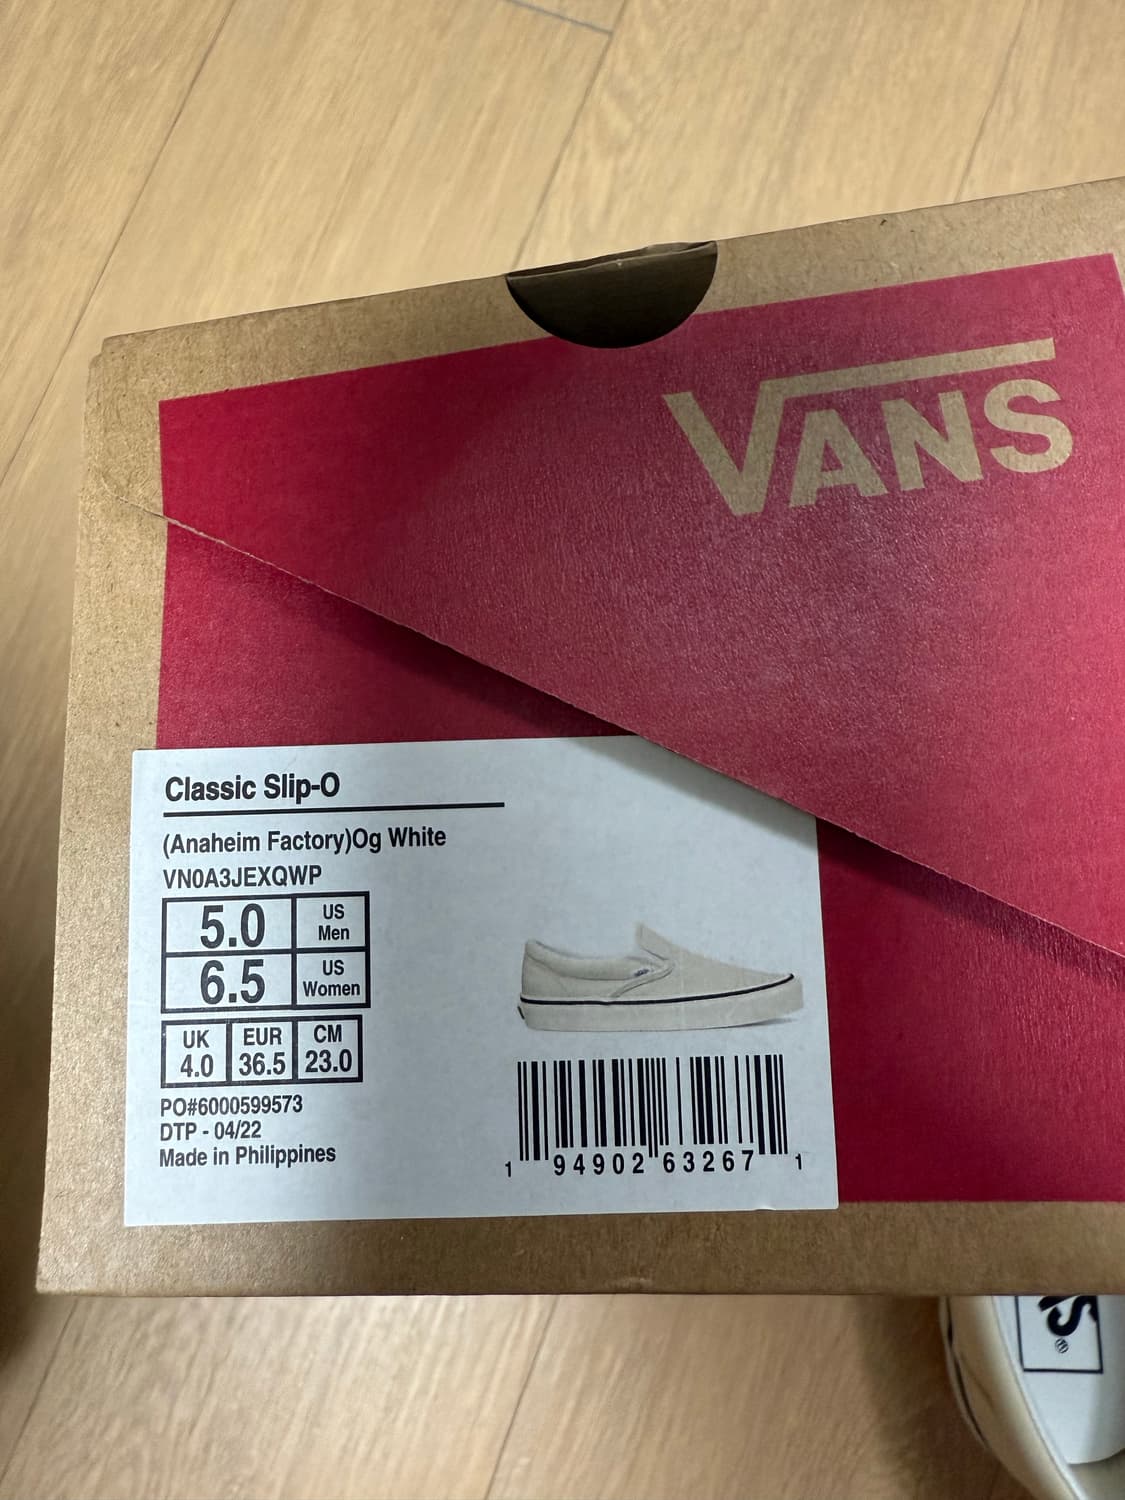 VANS
Classic Slip-O
(Anaheim Factory)Og White
VN0A3JEXQWP
5.0 US Men
6.5 US Women
UK EUR CM
4.0 36.5 23.0
PO#6000599573
DTP - 04/22
Made in Philippines
1 94902 63267 1
NS